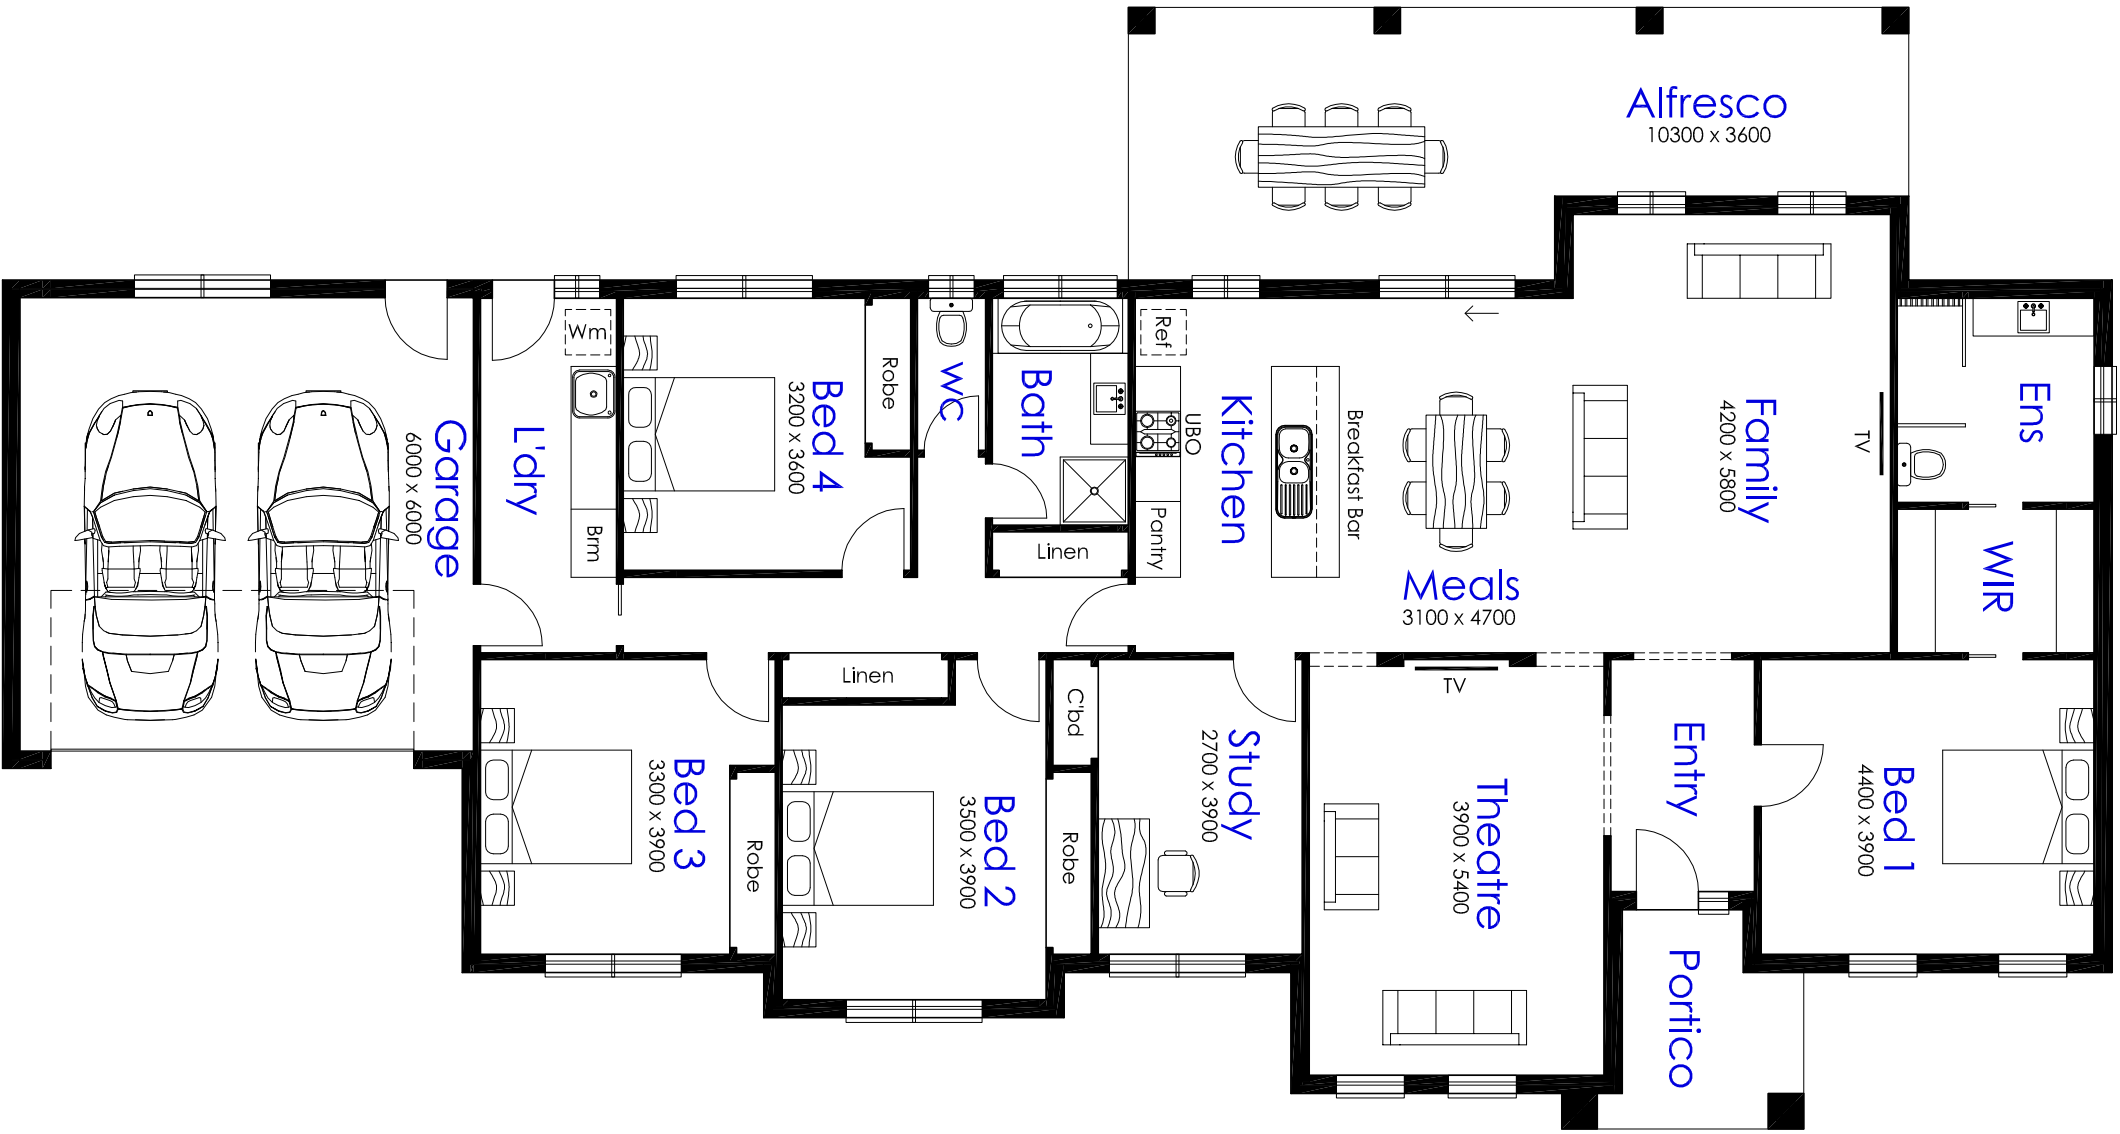 Alfresco
10300 x 3600
Garage
6000 x 6000
L'dry
Wm
Brm
Bed 4
3200 x 3600
Robe
WC
Bath
Linen
Ref
UBO
Pantry
Kitchen
Breakfast Bar
Meals
3100 x 4700
Family
4200 x 5800
TV
Ens
WIR
Bed 3
3300 x 3900
Robe
Linen
Bed 2
3500 x 3900
Robe
C'bd
Study
2700 x 3900
TV
Theatre
3900 x 5400
Entry
Portico
Bed 1
4400 x 3900